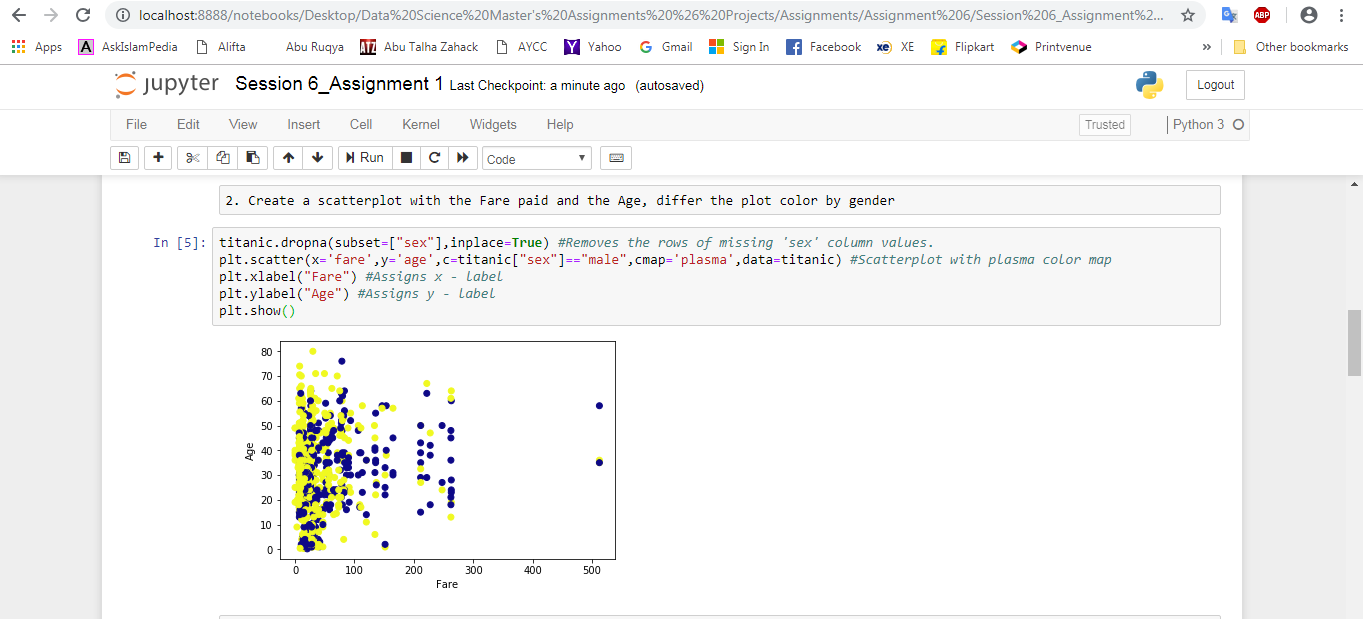 localhost:8888/notebooks/Desktop/Data%20Science%20Master's%20Assignments%20%26%20Projects/Assignments/Assignment%206/Session%206_Assignment%2...
ABP
Apps A AskIslamPedia Alifta Abu Ruqya ATZ Abu Talha Zahack AYCC Y Yahoo G Gmail Sign In f Facebook xe XE Flipkart Printvenue » Other bookmarks
jupyter Session 6_Assignment 1 Last Checkpoint: a minute ago (autosaved) Logout
File Edit View Insert Cell Kernel Widgets Help Trusted Python 3
Run Code
2. Create a scatterplot with the Fare paid and the Age, differ the plot color by gender
In [5]: titanic.dropna(subset=["sex"],inplace=True) #Removes the rows of missing 'sex' column values.
plt.scatter(x='fare',y='age',c=titanic["sex"]=="male",cmap='plasma',data=titanic) #Scatterplot with plasma color map
plt.xlabel("Fare") #Assigns x - label
plt.ylabel("Age") #Assigns y - label
plt.show()
80
70
60
50
40
30
20
10
0
Age
0 100 200 300 400 500
Fare